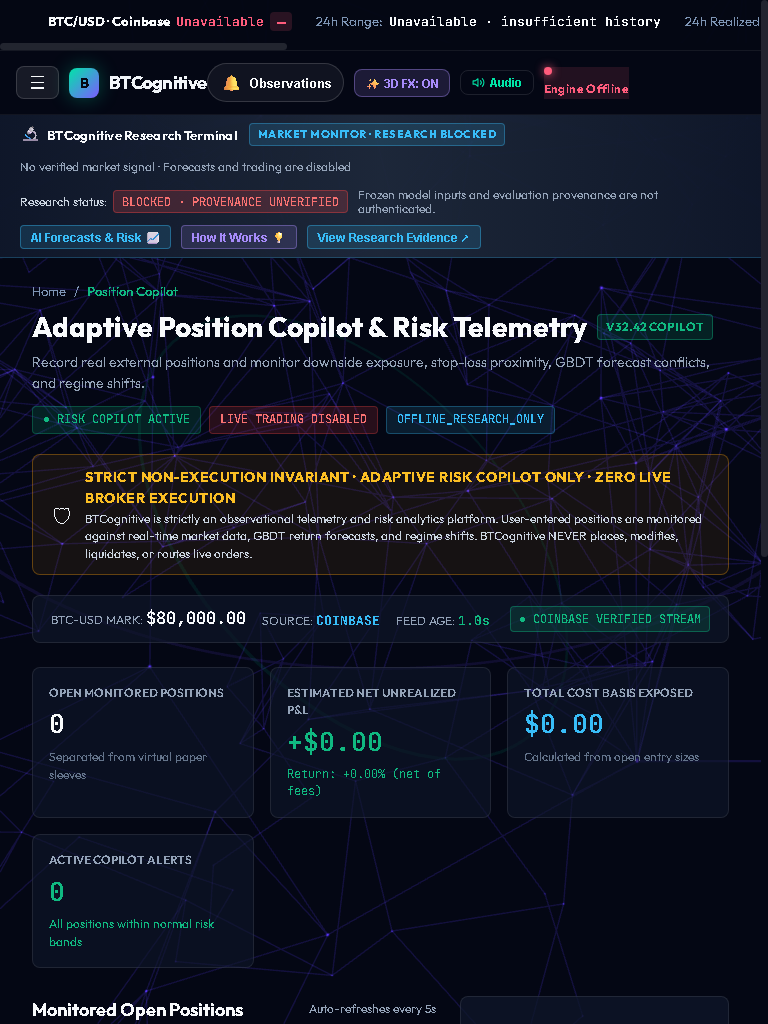 BTC/USD · Coinbase Unavailable — 24h Range: Unavailable · insufficient history 24h Realized
☰ B BTCognitive 🔔 Observations ✨ 3D FX: ON 🔊 Audio Engine Offline
🔬 BTCognitive Research Terminal MARKET MONITOR · RESEARCH BLOCKED
No verified market signal · Forecasts and trading are disabled
Research status: BLOCKED · PROVENANCE UNVERIFIED Frozen model inputs and evaluation provenance are not
authenticated.
AI Forecasts & Risk 📈 How It Works 💡 View Research Evidence ↗
Home / Position Copilot
Adaptive Position Copilot & Risk Telemetry V32.42 COPILOT
Record real external positions and monitor downside exposure, stop-loss proximity, GBDT forecast conflicts,
and regime shifts.
● RISK COPILOT ACTIVE LIVE TRADING DISABLED OFFLINE_RESEARCH_ONLY
STRICT NON-EXECUTION INVARIANT · ADAPTIVE RISK COPILOT ONLY · ZERO LIVE
BROKER EXECUTION
BTCognitive is strictly an observational telemetry and risk analytics platform. User-entered positions are monitored
against real-time market data, GBDT return forecasts, and regime shifts. BTCognitive NEVER places, modifies,
liquidates, or routes live orders.
BTC-USD MARK: $80,000.00 SOURCE: COINBASE FEED AGE: 1.0s ● COINBASE VERIFIED STREAM
OPEN MONITORED POSITIONS
0
Separated from virtual paper
sleeves
ESTIMATED NET UNREALIZED
P&L
+$0.00
Return: +0.00% (net of
fees)
TOTAL COST BASIS EXPOSED
$0.00
Calculated from open entry sizes
ACTIVE COPILOT ALERTS
0
All positions within normal risk
bands
Monitored Open Positions Auto-refreshes every 5s